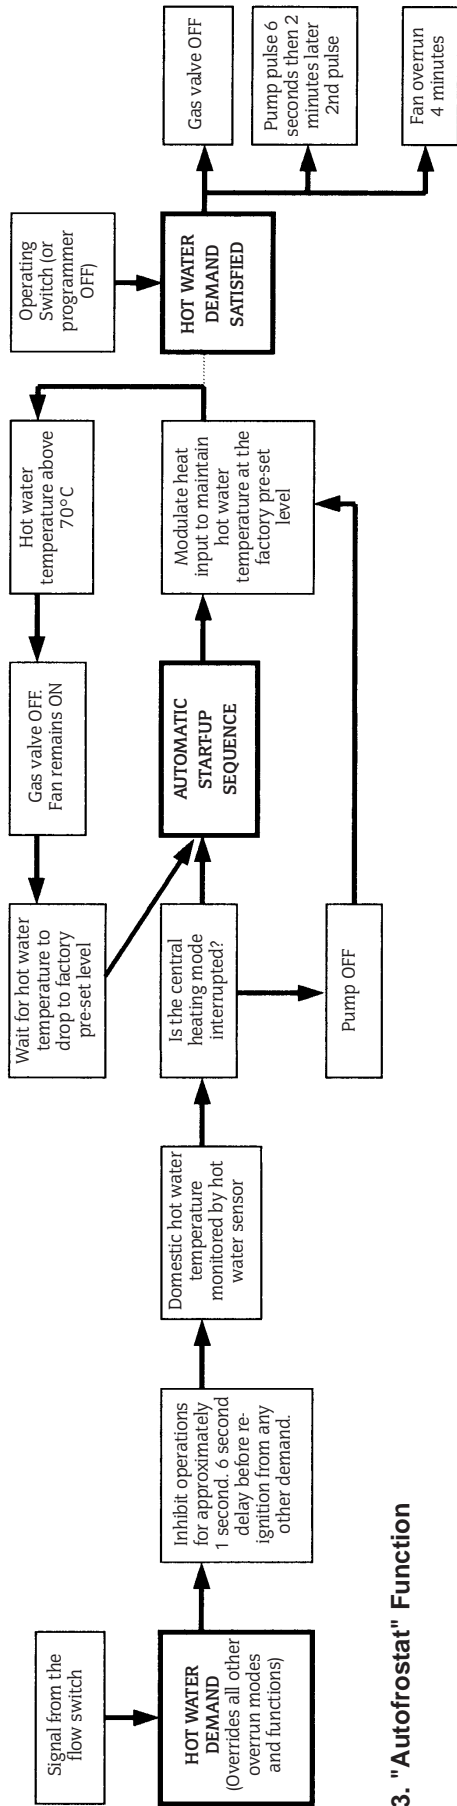 Signal from the
flow switch
HOT WATER
DEMAND
(Overrides all other
overrun modes
and functions)
Inhibit operations
for approximately
1 second. 6 second
delay before re-
ignition from any
other demand.
Domestic hot water
temperature
monitored by hot
water sensor
Is the central
heating mode
interrupted?
Pump OFF
AUTOMATIC
START-UP
SEQUENCE
Modulate heat
input to maintain
hot water
temperature at the
factory pre-set
level
Hot water
temperature above
70°C
Gas valve OFF.
Fan remains ON
Wait for hot water
temperature to
drop to factory
pre-set level
Operating
Switch (or
programmer
OFF)
HOT WATER
DEMAND
SATISFIED
Gas valve OFF
Pump pulse 6
seconds then 2
minutes later
2nd pulse
Fan overrun
4 minutes
3. "Autofrostat" Function